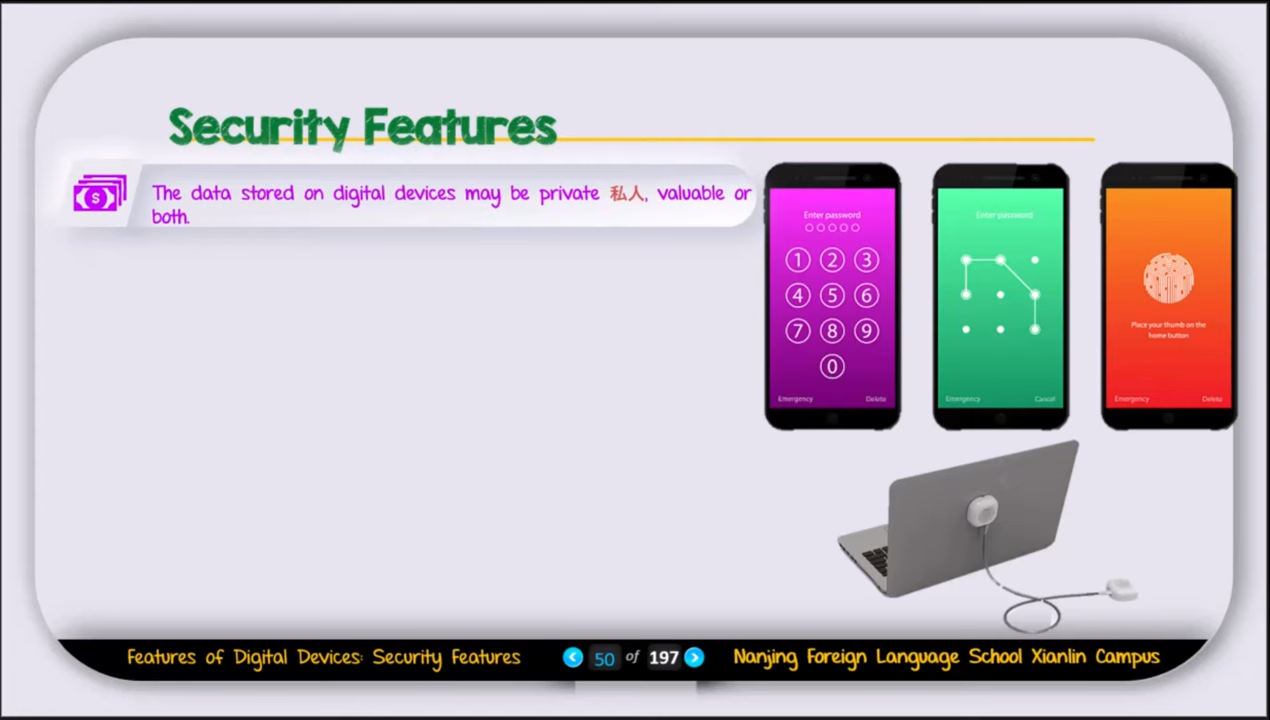 Security Features
$
The data stored on digital devices may be private 私人, valuable or
both.
Enter password
1 2 3
4 5 6
7 8 9
0
Emergency Delete
Enter password
Emergency Cancel
Place your thumb on the
home button
Emergency Delete
Features of Digital Devices: Security Features
50 of 197
Nanjing Foreign Language School Xianlin Campus